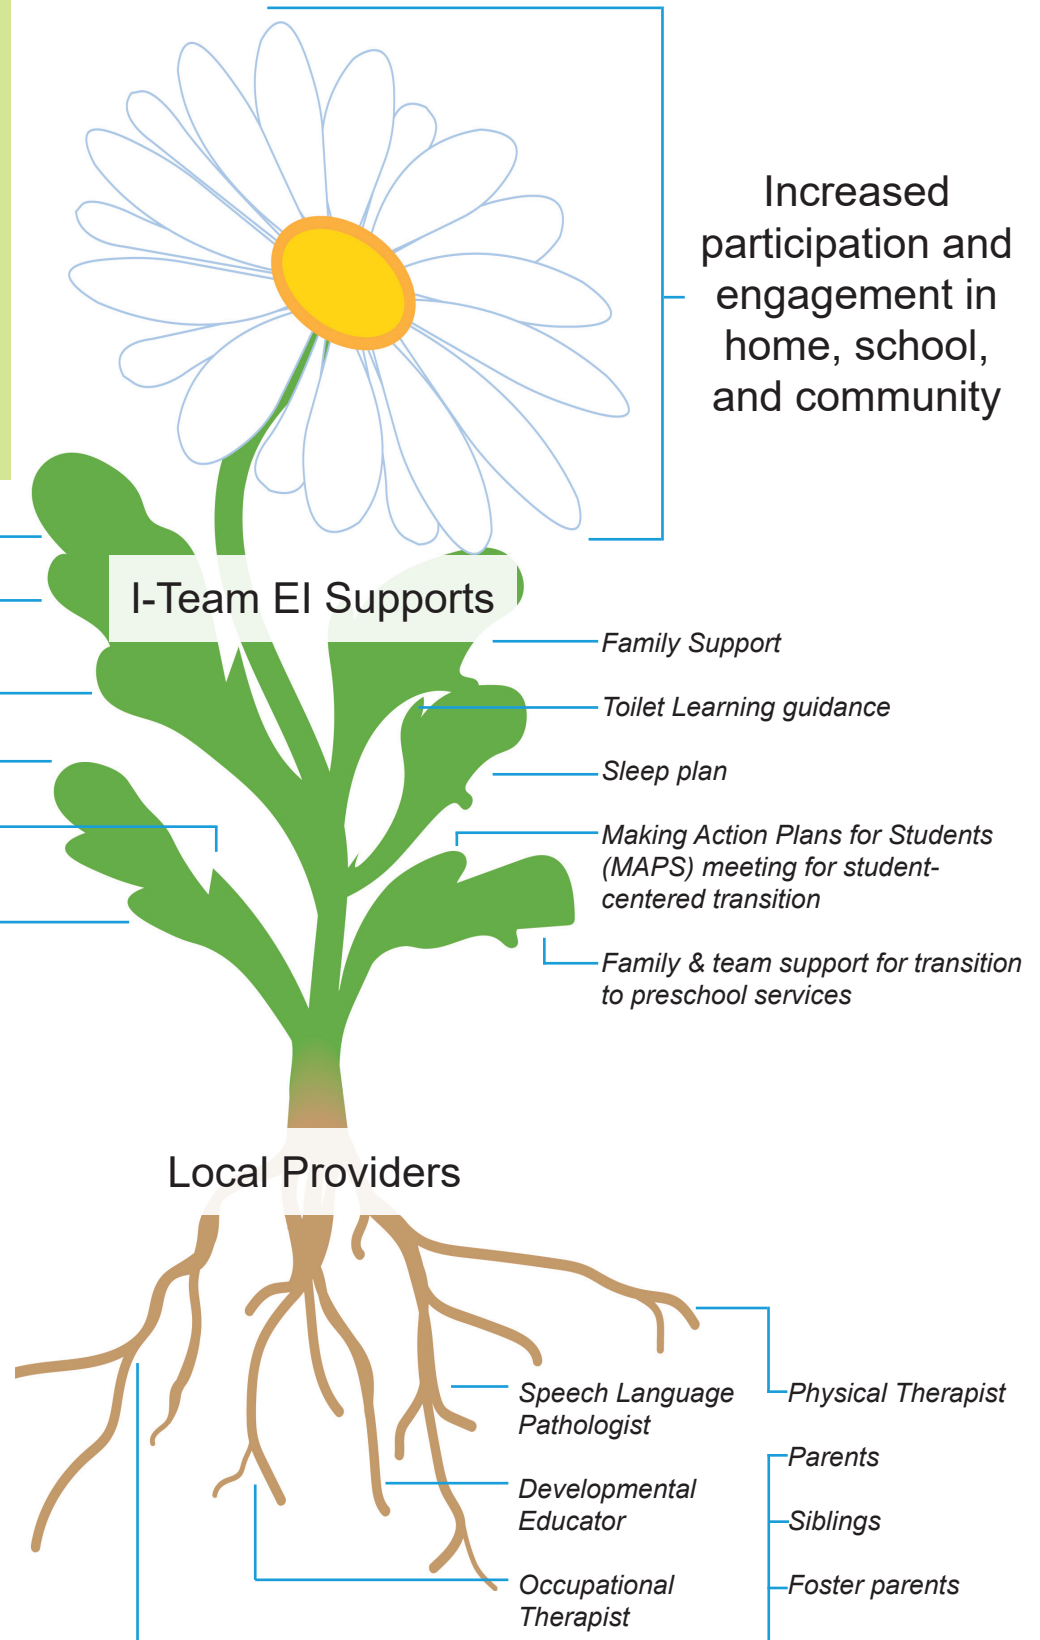 Increased
participation and
engagement in
home, school,
and community
I-Team EI Supports
Family Support
Toilet Learning guidance
Sleep plan
Making Action Plans for Students
(MAPS) meeting for student-
centered transition
Family & team support for transition
to preschool services
Local Providers
Speech Language
Pathologist
Developmental
Educator
Occupational
Therapist
Physical Therapist
Parents
Siblings
Foster parents